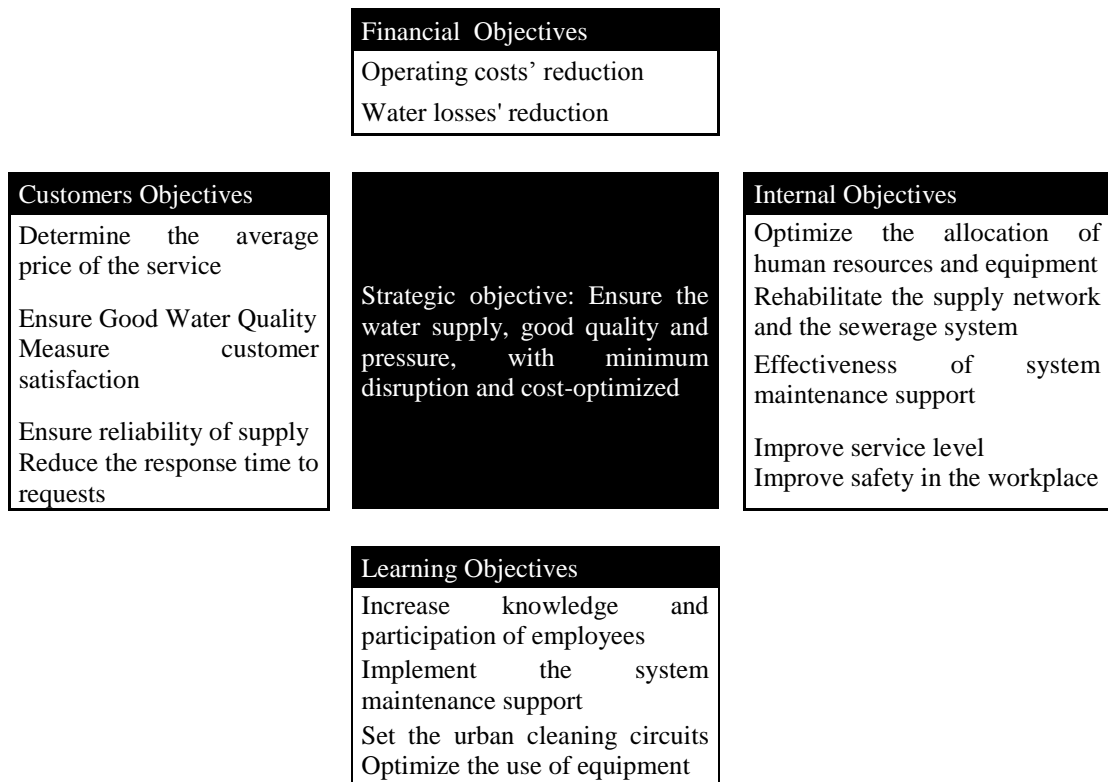 Financial Objectives
Operating costs’ reduction
Water losses' reduction
Customers Objectives
Determine the average
price of the service
Ensure Good Water Quality
Measure customer
satisfaction
Ensure reliability of supply
Reduce the response time to
requests
Strategic objective: Ensure the
water supply, good quality and
pressure, with minimum
disruption and cost-optimized
Internal Objectives
Optimize the allocation of
human resources and equipment
Rehabilitate the supply network
and the sewerage system
Effectiveness of system
maintenance support
Improve service level
Improve safety in the workplace
Learning Objectives
Increase knowledge and
participation of employees
Implement the system
maintenance support
Set the urban cleaning circuits
Optimize the use of equipment